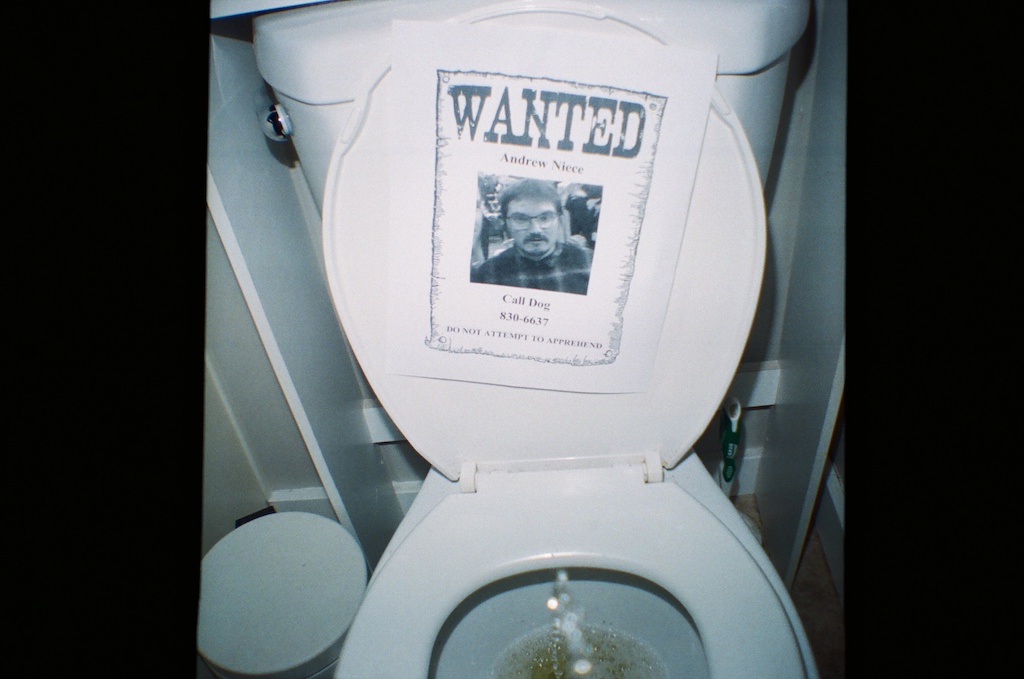 WANTED
Andrew Niece
Call Dog
830-6637
DO NOT ATTEMPT TO APPREHEND